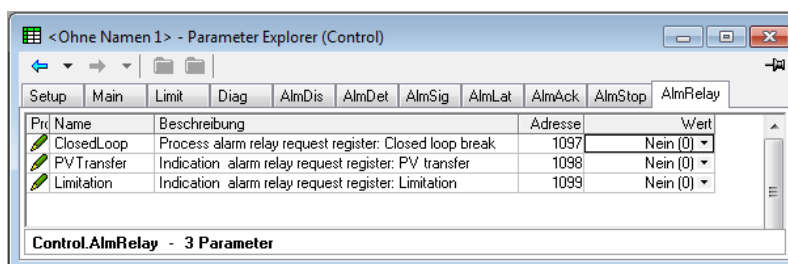 <Ohne Namen 1> - Parameter Explorer (Control)
Setup Main Limit Diag AlmDis AlmDet AlmSig AlmLat AlmAck AlmStop AlmRelay
Prc Name Beschreibung Adresse Wert
ClosedLoop Process alarm relay request register: Closed loop break 1097 Nein (0)
PVTransfer Indication alarm relay request register: PV transfer 1098 Nein (0)
Limitation Indication alarm relay request register: Limitation 1099 Nein (0)
Control.AlmRelay - 3 Parameter